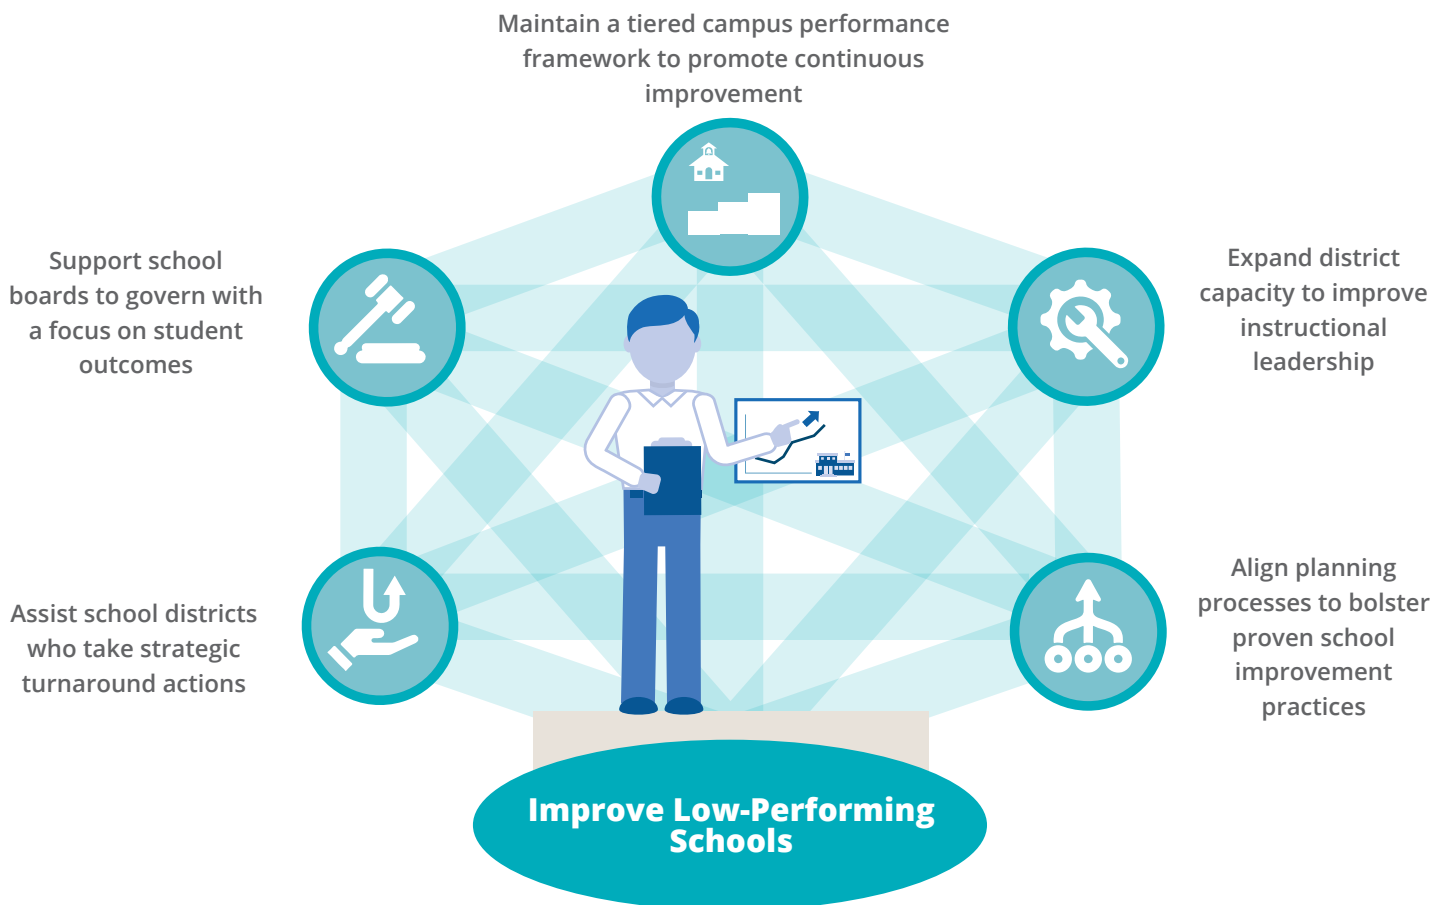 Maintain a tiered campus performance
framework to promote continuous
improvement
Support school
boards to govern with
a focus on student
outcomes
Expand district
capacity to improve
instructional
leadership
Assist school districts
who take strategic
turnaround actions
Align planning
processes to bolster
proven school
improvement
practices
Improve Low-Performing
Schools